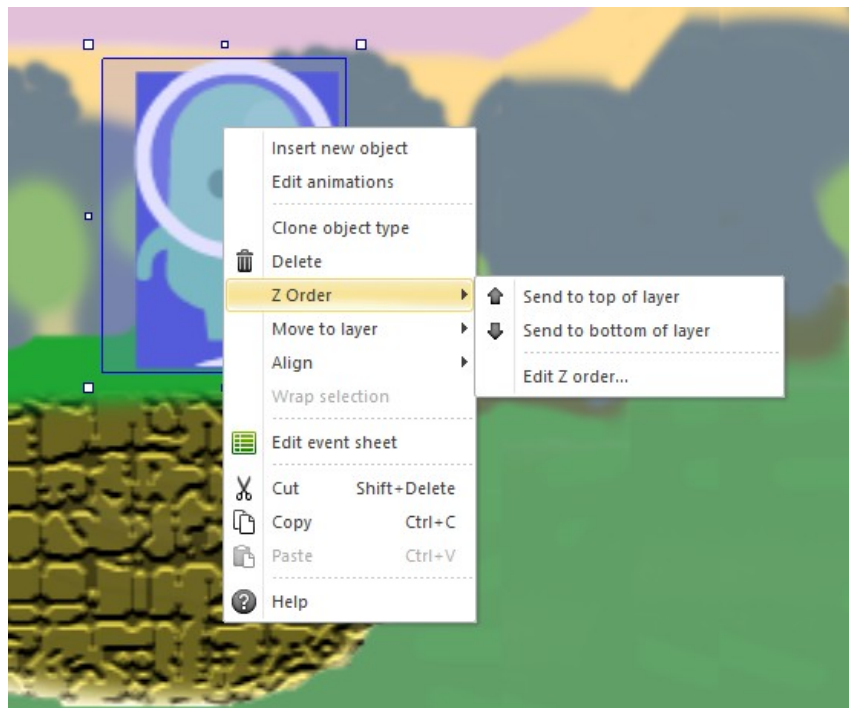 Insert new object
Edit animations
Clone object type
Delete
Z Order
Move to layer
Align
Wrap selection
Edit event sheet
Cut Shift+Delete
Copy Ctrl+C
Paste Ctrl+V
Help
Send to top of layer
Send to bottom of layer
Edit Z order...